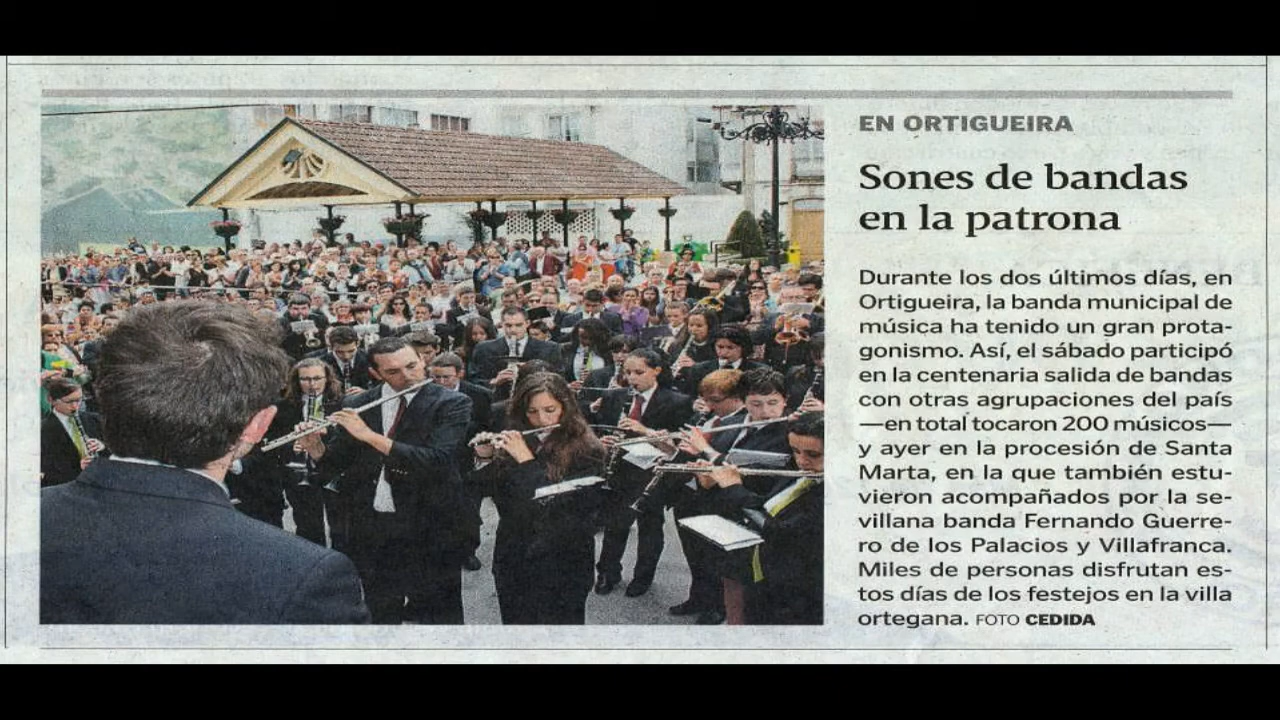 EN ORTIGUEIRA
Sones de bandas
en la patrona
Durante los dos últimos días, en
Ortigueira, la banda municipal de
música ha tenido un gran prota-
gonismo. Así, el sábado participó
en la centenaria salida de bandas
con otras agrupaciones del país
—en total tocaron 200 músicos—
y ayer en la procesión de Santa
Marta, en la que también estu-
vieron acompañados por la se-
villana banda Fernando Guerre-
ro de los Palacios y Villafranca.
Miles de personas disfrutan es-
tos días de los festejos en la villa
ortegana. FOTO CEDIDA